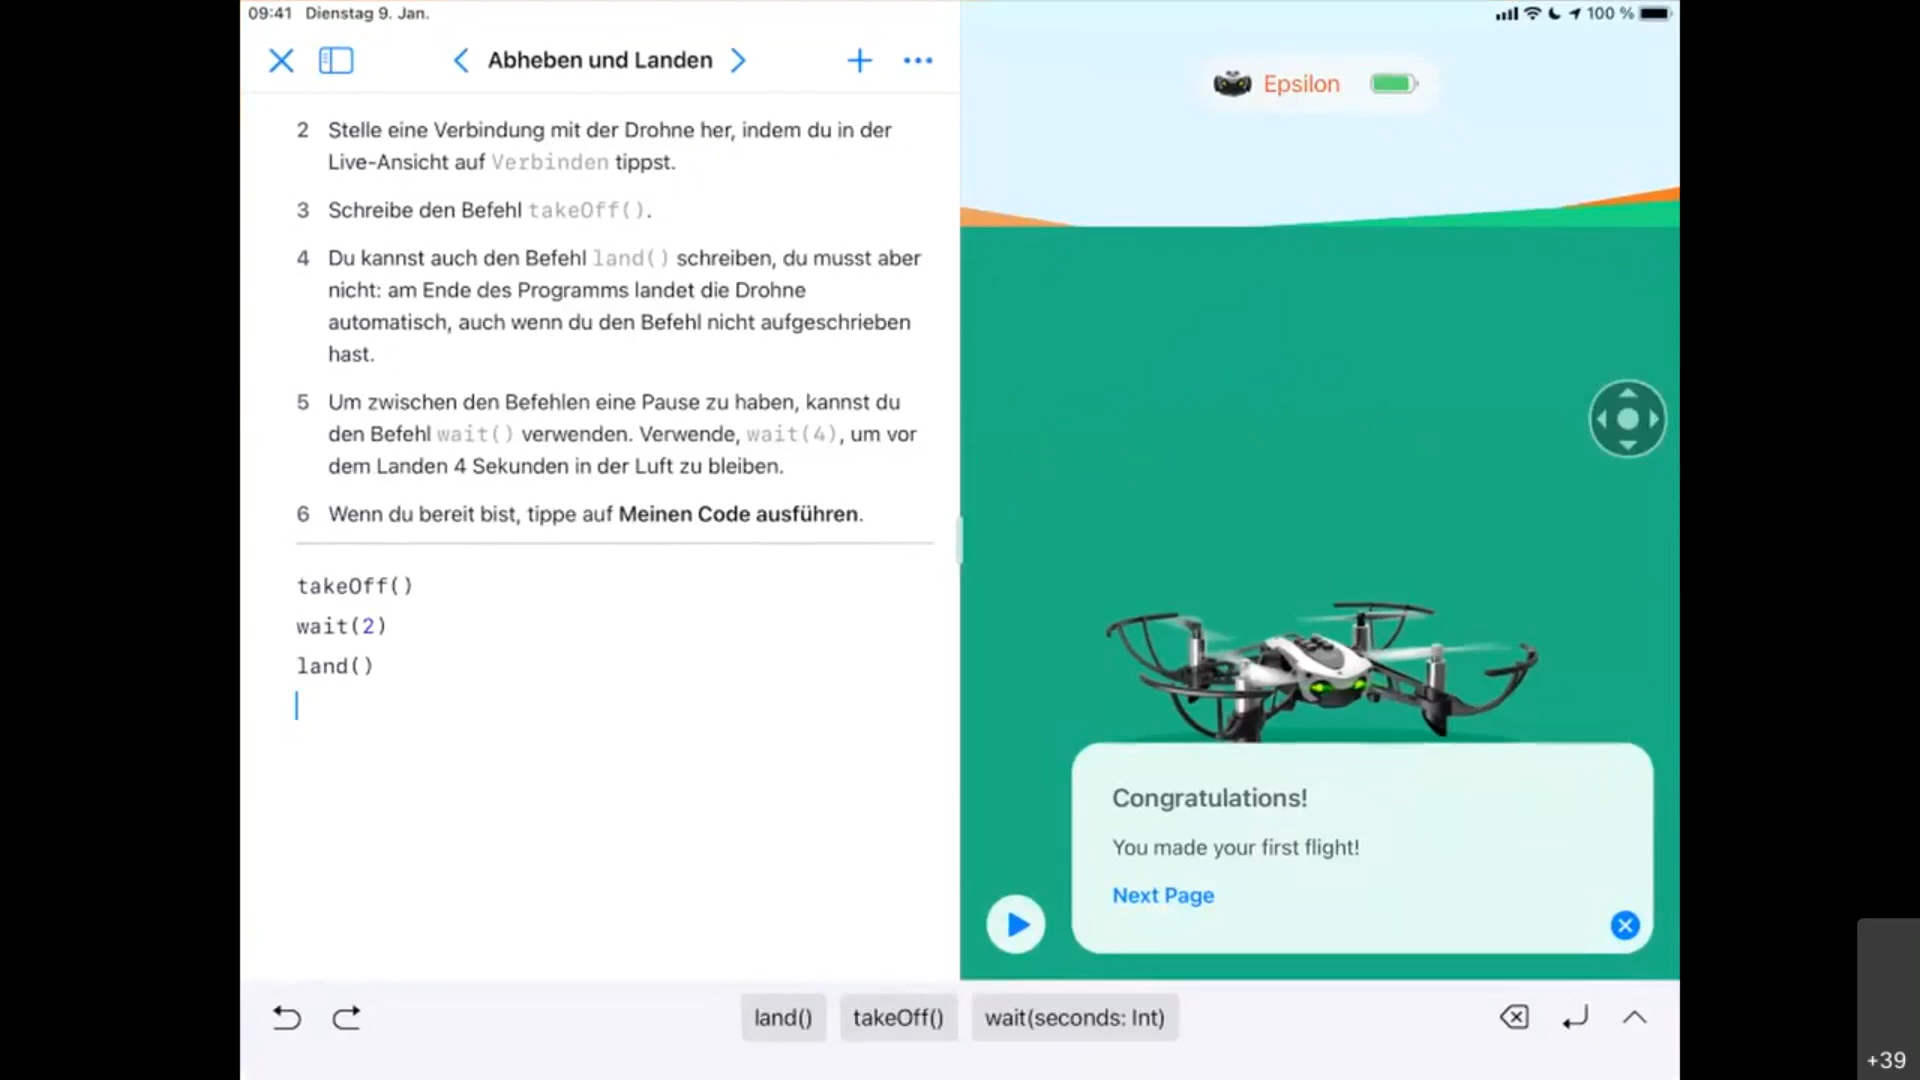 09:41 Dienstag 9. Jan.
100 %
Abheben und Landen
2 Stelle eine Verbindung mit der Drohne her, indem du in der
Live-Ansicht auf Verbinden tippst.
3 Schreibe den Befehl takeOff().
4 Du kannst auch den Befehl land() schreiben, du musst aber
nicht: am Ende des Programms landet die Drohne
automatisch, auch wenn du den Befehl nicht aufgeschrieben
hast.
5 Um zwischen den Befehlen eine Pause zu haben, kannst du
den Befehl wait() verwenden. Verwende, wait(4), um vor
dem Landen 4 Sekunden in der Luft zu bleiben.
6 Wenn du bereit bist, tippe auf Meinen Code ausführen.
takeOff()
wait(2)
land()
Epsilon
Congratulations!
You made your first flight!
Next Page
land() takeOff() wait(seconds: Int)
+39